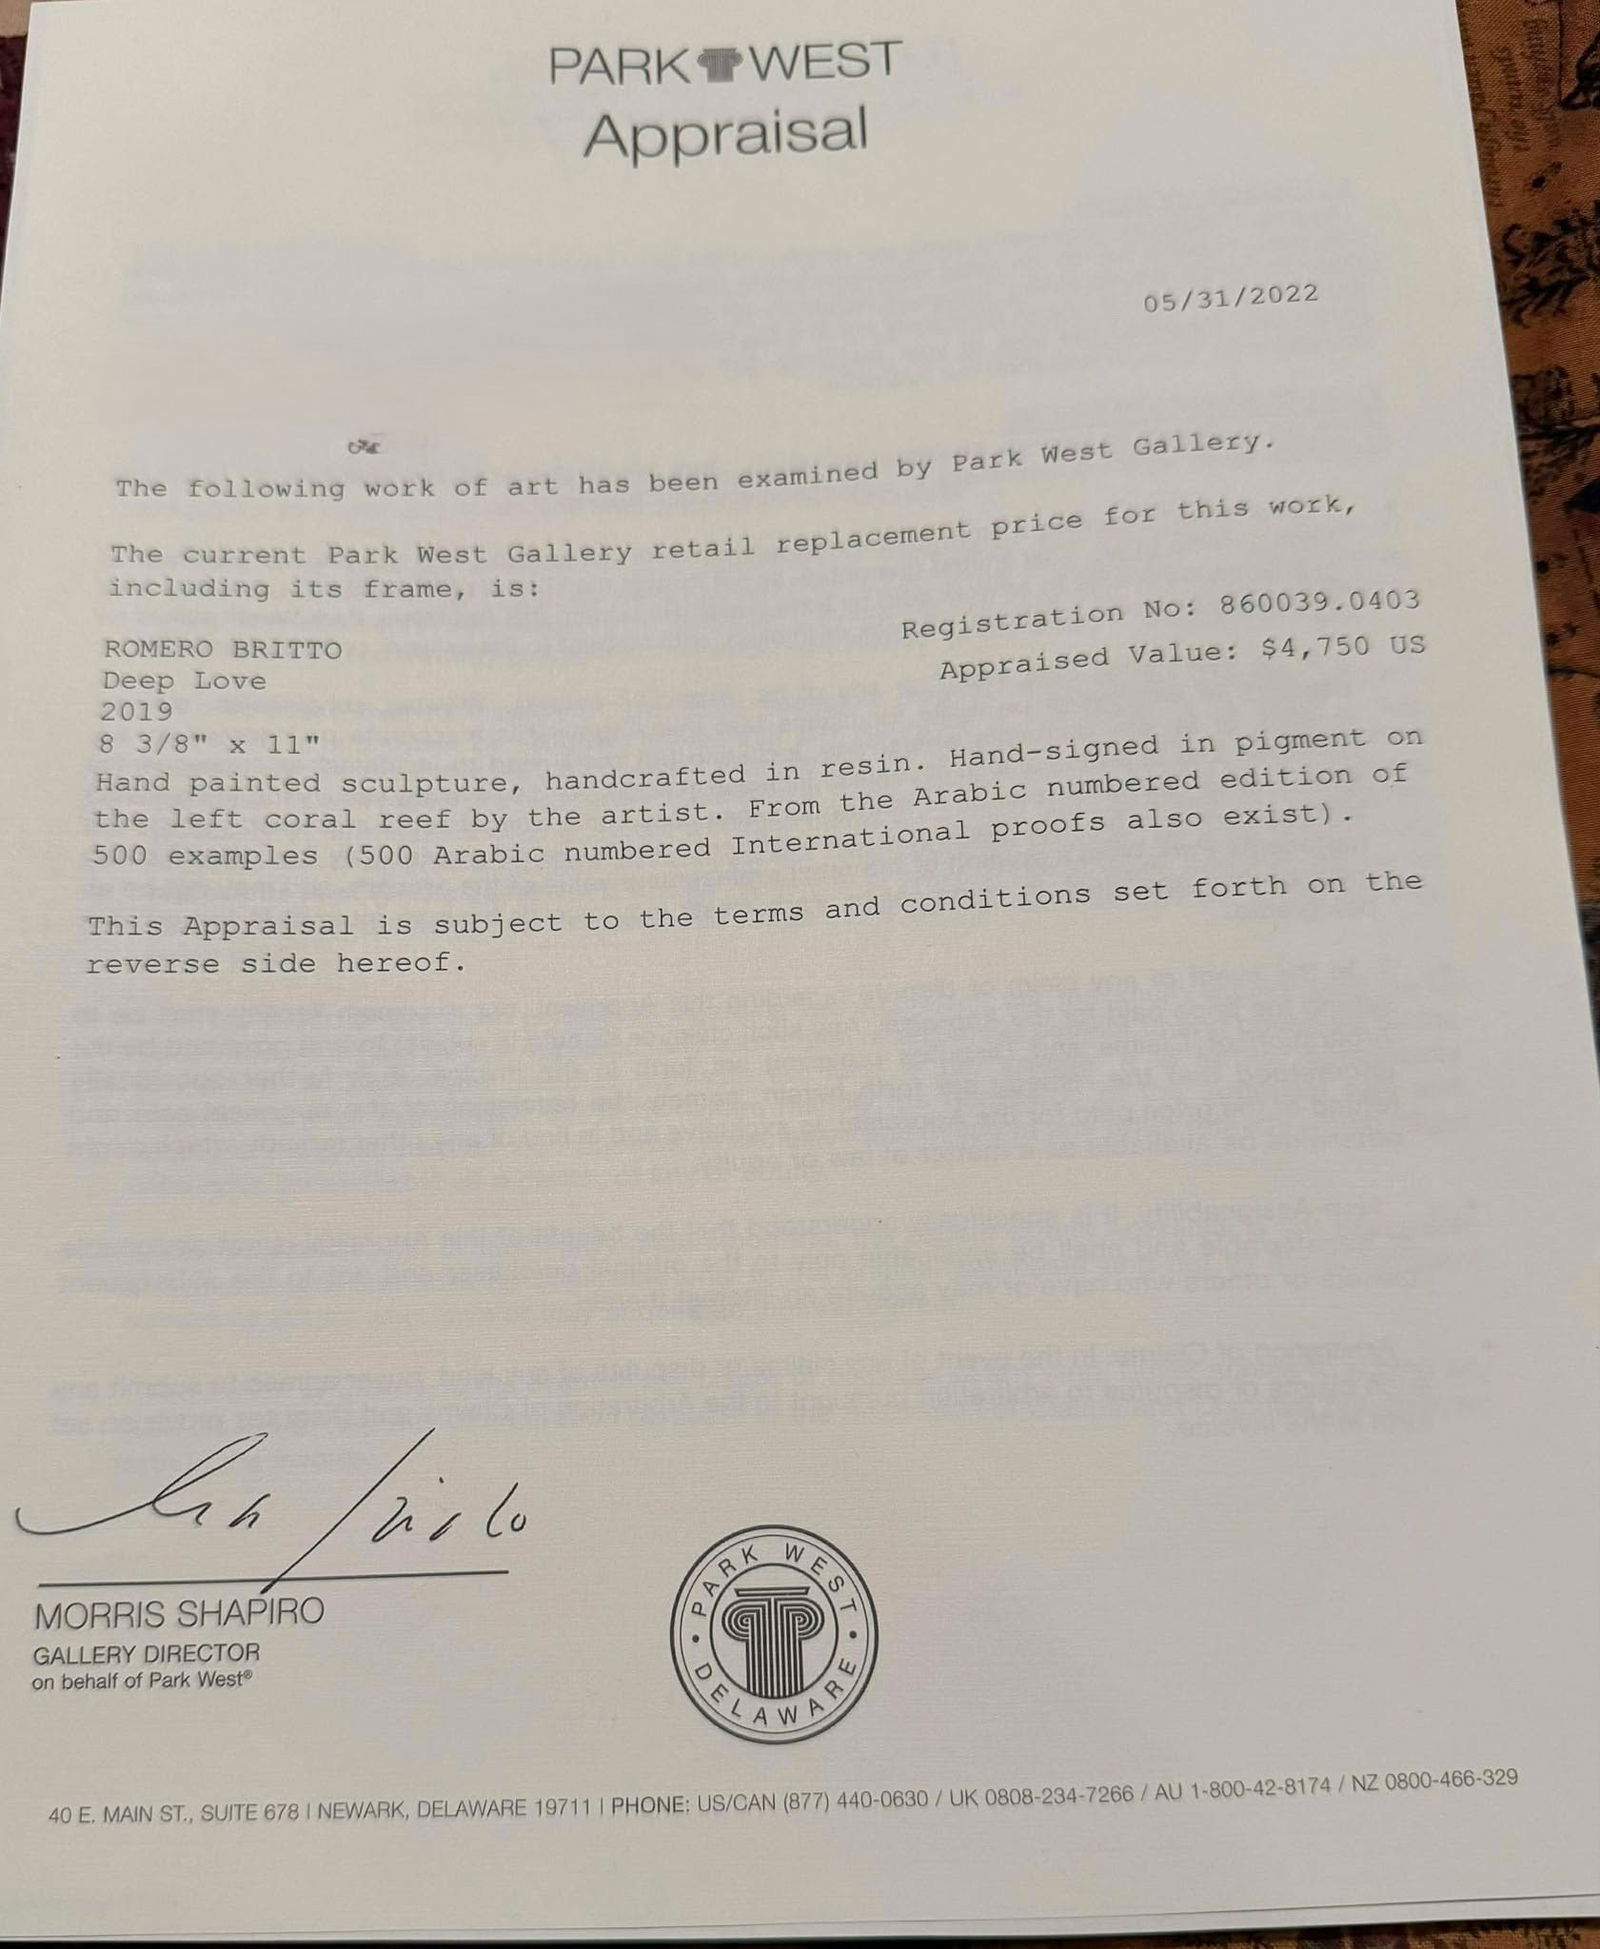 PARK WEST
Appraisal
05/31/2022
The following work of art has been examined by Park West Gallery.
The current Park West Gallery retail replacement price for this work,
including its frame, is:
Registration No: 860039.0403
Appraised Value: $4,750 US
ROMERO BRITTO
Deep Love
2019
8 3/8" x 11"
Hand painted sculpture, handcrafted in resin. Hand-signed in pigment on
the left coral reef by the artist. From the Arabic numbered edition of
500 examples (500 Arabic numbered International proofs also exist).
This Appraisal is subject to the terms and conditions set forth on the
reverse side hereof.
MORRIS SHAPIRO
GALLERY DIRECTOR
on behalf of Park West®
PARK WEST
DELAWARE
40 E. MAIN ST., SUITE 678 | NEWARK, DELAWARE 19711 | PHONE: US/CAN (877) 440-0630 / UK 0808-234-7266 / AU 1-800-42-8174 / NZ 0800-466-329